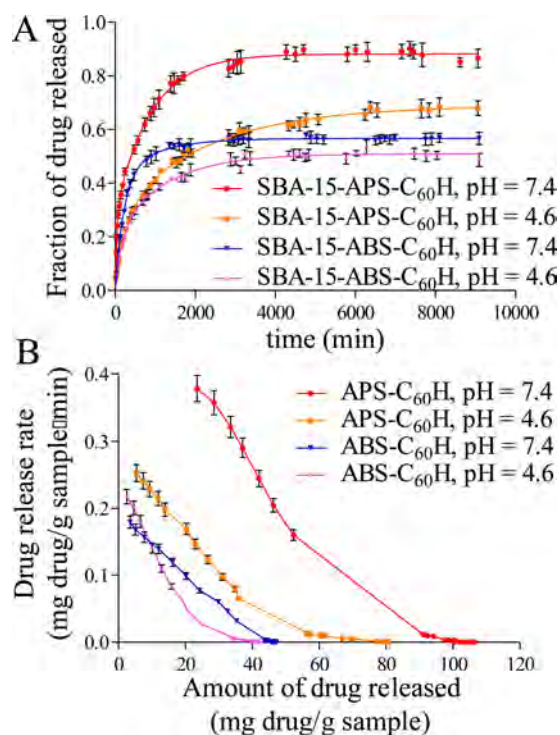 A
Fraction of drug released
1.0
0.8
0.6
0.4
0.2
0.0
SBA-15-APS-C₆₀H, pH = 7.4
SBA-15-APS-C₆₀H, pH = 4.6
SBA-15-ABS-C₆₀H, pH = 7.4
SBA-15-ABS-C₆₀H, pH = 4.6
0 2000 4000 6000 8000 10000
time (min)
B
Drug release rate
(mg drug/g sample□min)
0.4
0.3
0.2
0.1
0.0
APS-C₆₀H, pH = 7.4
APS-C₆₀H, pH = 4.6
ABS-C₆₀H, pH = 7.4
ABS-C₆₀H, pH = 4.6
0 20 40 60 80 100 120
Amount of drug released
(mg drug/g sample)